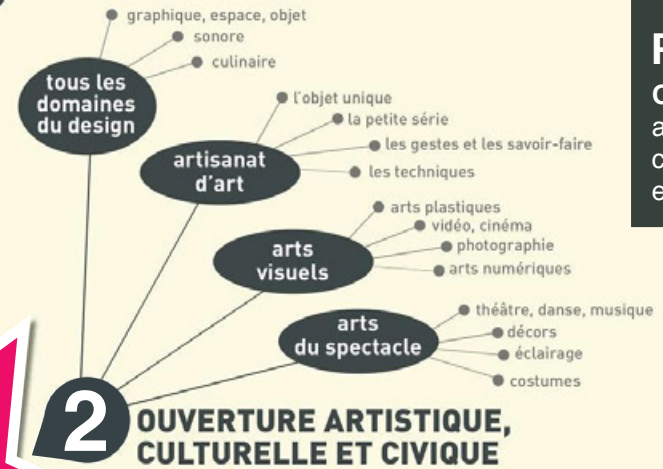 graphique, espace, objet
sonore
culinaire
tous les
domaines
du design
l'objet unique
la petite série
les gestes et les savoir-faire
les techniques
artisanat
d'art
arts plastiques
vidéo, cinéma
photographie
arts numériques
arts
visuels
théâtre, danse, musique
décors
éclairage
costumes
arts
du spectacle
2 OUVERTURE ARTISTIQUE,
CULTURELLE ET CIVIQUE